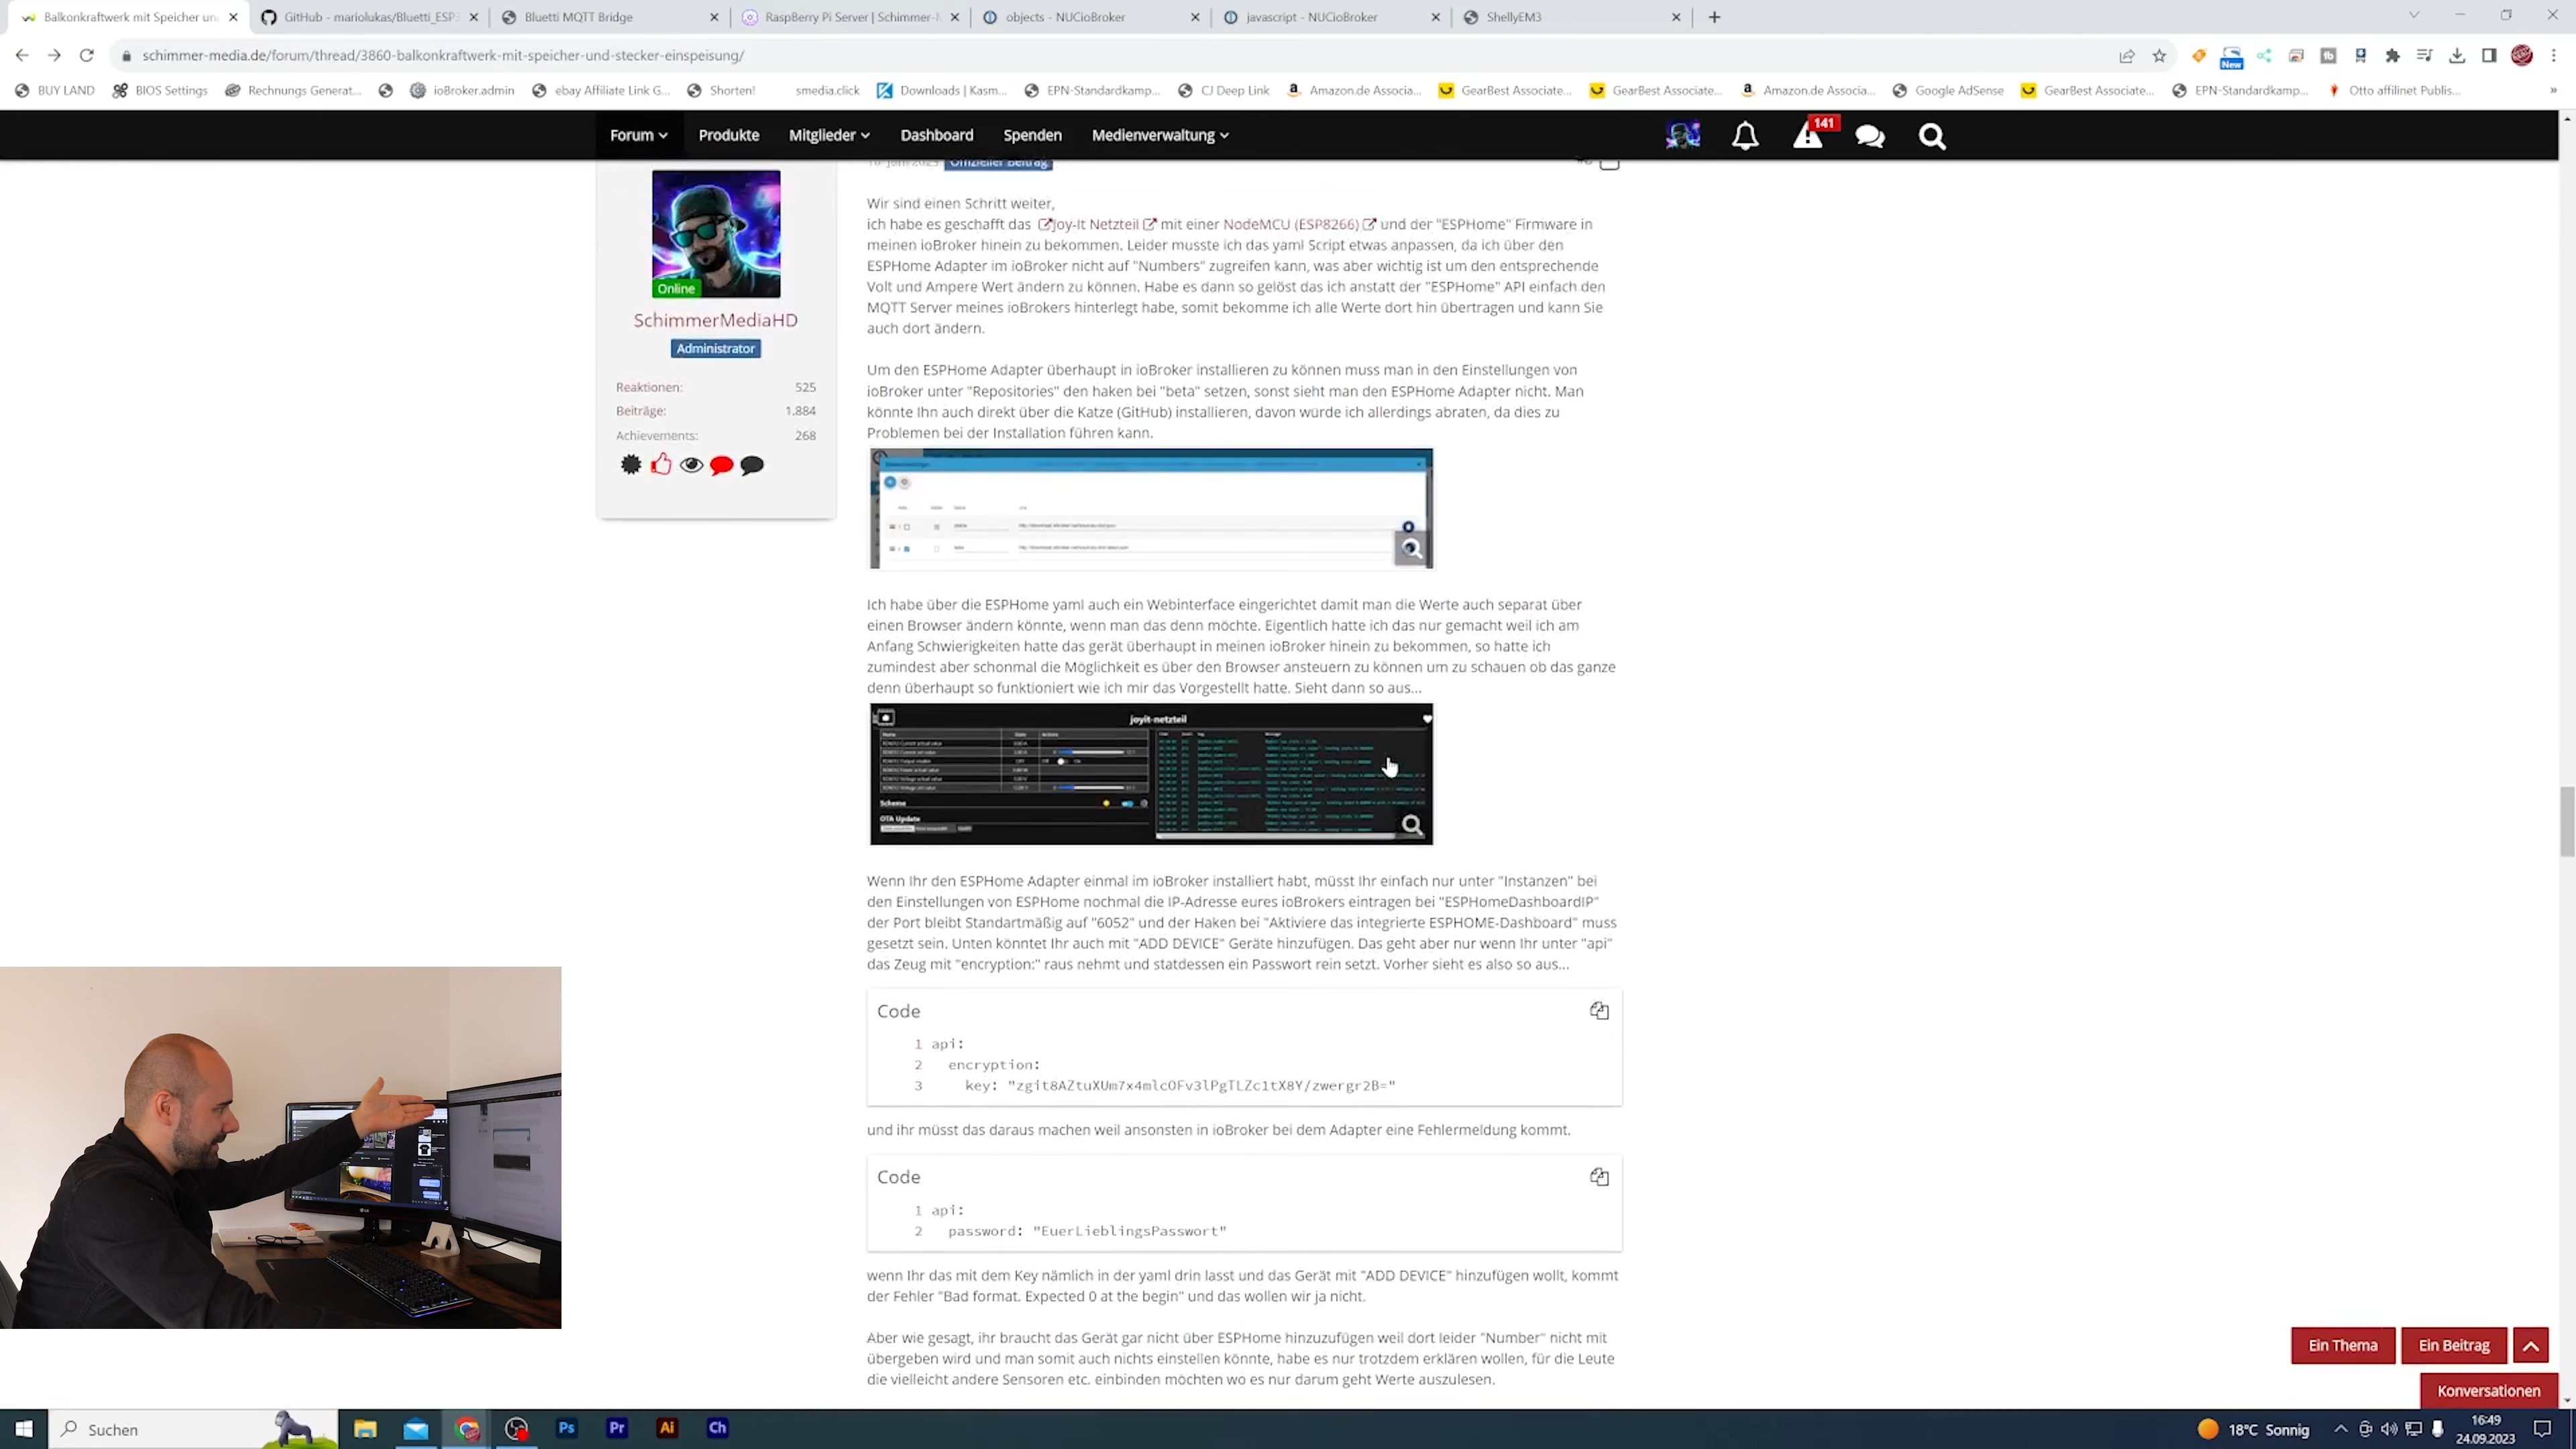 Balkonkraftwerk mit Speicher un
GitHub - mariolukas/Bluetti_ESP3
Bluetti MQTT Bridge
RaspBerry Pi Server | Schimmer-M
objects - NUCioBroker
javascript - NUCioBroker
ShellyEM3
schimmer-media.de/forum/thread/3860-balkonkraftwerk-mit-speicher-und-stecker-einspeisung/
New
BUY LAND
BIOS Settings
Rechnungs Generat...
ioBroker.admin
ebay Affiliate Link G...
Shorten!
smedia.click
Downloads | Kasm...
EPN-Standardkamp...
CJ Deep Link
Amazon.de Associa...
GearBest Associate...
GearBest Associate...
Amazon.de Associa...
Google AdSense
GearBest Associate...
EPN-Standardkamp...
Otto affilinet Publis...
»
Forum
Produkte
Mitglieder
Dashboard
Spenden
Medienverwaltung
141
Offizieller Beitrag
Online
SchimmerMediaHD
Administrator
Reaktionen: 525
Beiträge: 1.884
Achievements: 268
Wir sind einen Schritt weiter,
ich habe es geschafft das Joy-It Netzteil mit einer NodeMCU (ESP8266) und der "ESPHome" Firmware in
meinen ioBroker hinein zu bekommen. Leider musste ich das yaml Script etwas anpassen, da ich über den
ESPHome Adapter im ioBroker nicht auf "Numbers" zugreifen kann, was aber wichtig ist um den entsprechende
Volt und Ampere Wert ändern zu können. Habe es dann so gelöst das ich anstatt der "ESPHome" API einfach den
MQTT Server meines ioBrokers hinterlegt habe, somit bekomme ich alle Werte dort hin übertragen und kann Sie
auch dort ändern.
Um den ESPHome Adapter überhaupt in ioBroker installieren zu können muss man in den Einstellungen von
ioBroker unter "Repositories" den haken bei "beta" setzen, sonst sieht man den ESPHome Adapter nicht. Man
könnte Ihn auch direkt über die Katze (GitHub) installieren, davon würde ich allerdings abraten, da dies zu
Problemen bei der Installation führen kann.
Ich habe über die ESPHome yaml auch ein Webinterface eingerichtet damit man die Werte auch separat über
einen Browser ändern könnte, wenn man das denn möchte. Eigentlich hatte ich das nur gemacht weil ich am
Anfang Schwierigkeiten hatte das gerät überhaupt in meinen ioBroker hinein zu bekommen, so hatte ich
zumindest aber schonmal die Möglichkeit es über den Browser ansteuern zu können um zu schauen ob das ganze
denn überhaupt so funktioniert wie ich mir das Vorgestellt hatte. Sieht dann so aus...
joyit-netzteil
Scheme
OTA Update
Wenn Ihr den ESPHome Adapter einmal im ioBroker installiert habt, müsst Ihr einfach nur unter "Instanzen" bei
den Einstellungen von ESPHome nochmal die IP-Adresse eures ioBrokers eintragen bei "ESPHomeDashboardIP"
der Port bleibt Standartmäßig auf "6052" und der Haken bei "Aktiviere das integrierte ESPHOME-Dashboard" muss
gesetzt sein. Unten könntet Ihr auch mit "ADD DEVICE" Geräte hinzufügen. Das geht aber nur wenn Ihr unter "api"
das Zeug mit "encryption:" raus nehmt und statdessen ein Passwort rein setzt. Vorher sieht es also so aus...
Code
1 api:
2 encryption:
3 key: "zgit8AZtuXUm7x4mlcOFv3lPgTLZc1tX8Y/zwergr2B="
und ihr müsst das daraus machen weil ansonsten in ioBroker bei dem Adapter eine Fehlermeldung kommt.
Code
1 api:
2 password: "EuerLieblingsPasswort"
wenn Ihr das mit dem Key nämlich in der yaml drin lasst und das Gerät mit "ADD DEVICE" hinzufügen wollt, kommt
der Fehler "Bad format. Expected 0 at the begin" und das wollen wir ja nicht.
Aber wie gesagt, ihr braucht das Gerät gar nicht über ESPHome hinzuzufügen weil dort leider "Number" nicht mit
übergeben wird und man somit auch nichts einstellen könnte, habe es nur trotzdem erklären wollen, für die Leute
die vielleicht andere Sensoren etc. einbinden möchten wo es nur darum geht Werte auszulesen.
Ein Thema
Ein Beitrag
Konversationen
Suchen
Ps
Pr
Ai
Ch
18°C Sonnig
16:49
24.09.2023